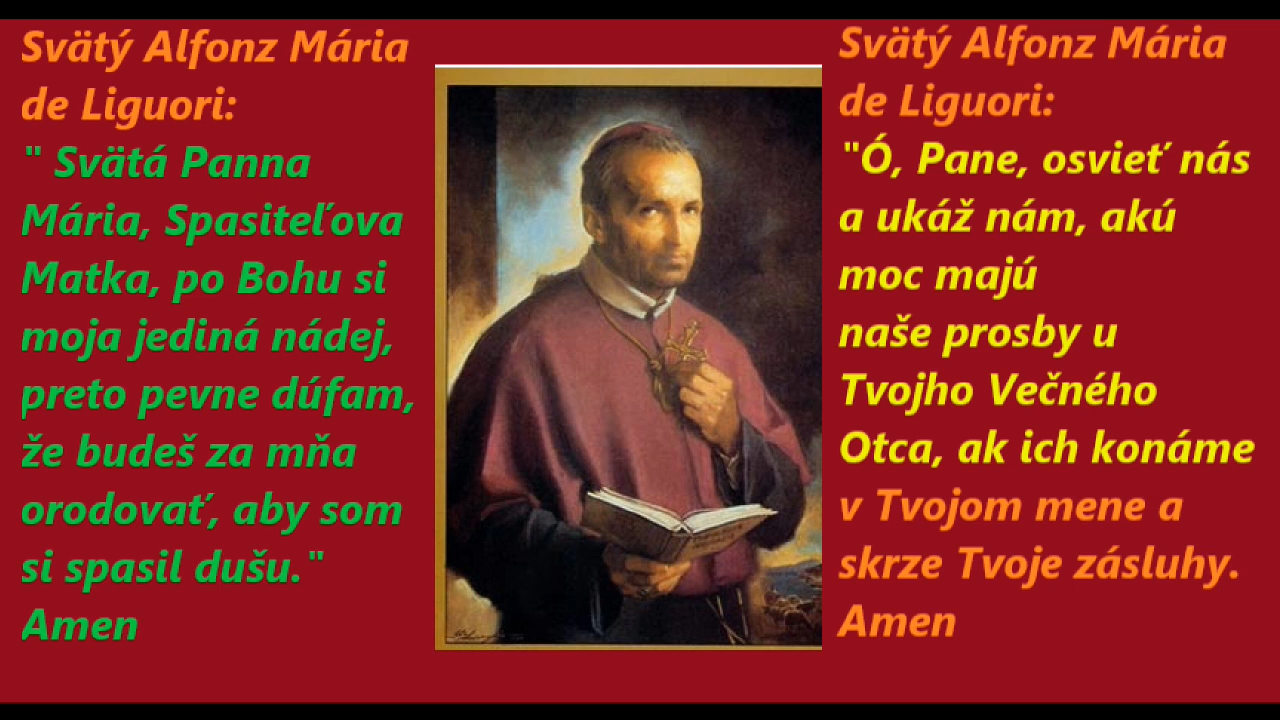 Svätý Alfonz Mária
de Liguori:
" Svätá Panna
Mária, Spasiteľova
Matka, po Bohu si
moja jediná nádej,
preto pevne dúfam,
že budeš za mňa
orodovať, aby som
si spasil dušu."
Amen
Svätý Alfonz Mária
de Liguori:
"Ó, Pane, osvieť nás
a ukáž nám, akú
moc majú
naše prosby u
Tvojho Večného
Otca, ak ich konáme
v Tvojom mene a
skrze Tvoje zásluhy.
Amen